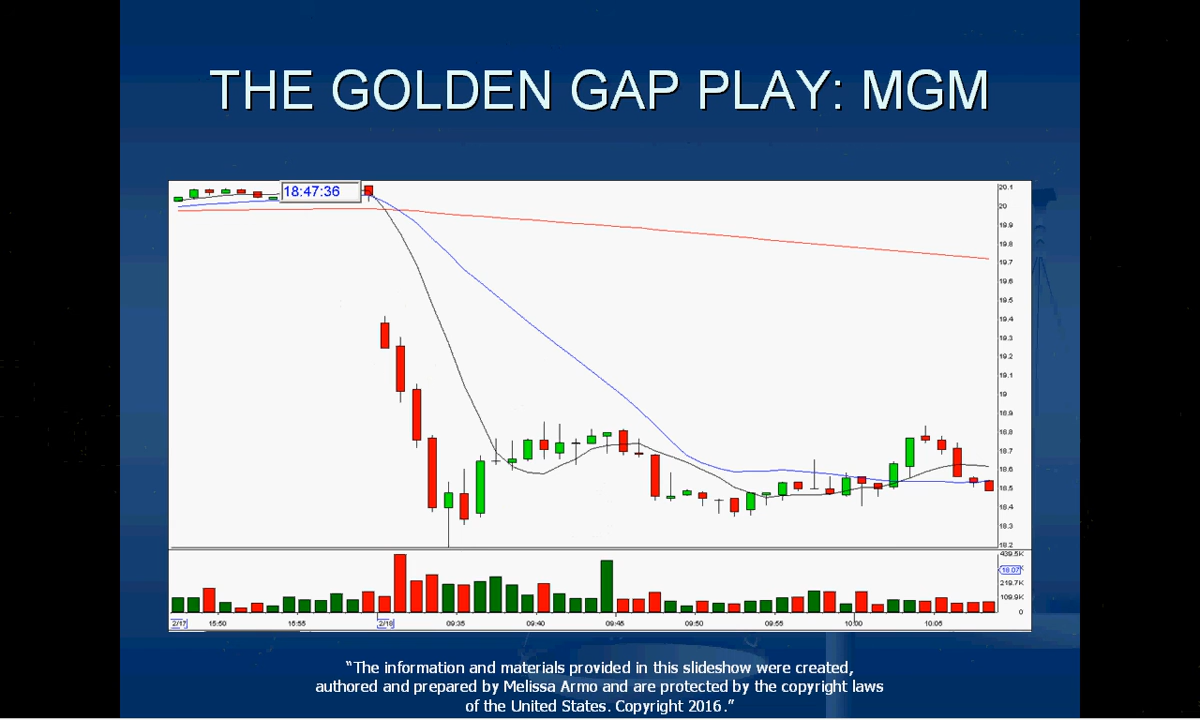 THE GOLDEN GAP PLAY: MGM
18:47:36
20.1
20
19.9
19.8
19.7
19.6
19.5
19.4
19.3
19.2
19.1
19
18.9
18.8
18.7
18.6
18.5
18.4
18.3
18.2
439.5K
18.07
219.7K
109.9K
0
2/17 15:50 15:55 2/18 09:35 09:40 09:45 09:50 09:55 10:00 10:05
“The information and materials provided in this slideshow were created,
authored and prepared by Melissa Armo and are protected by the copyright laws
of the United States. Copyright 2016.”